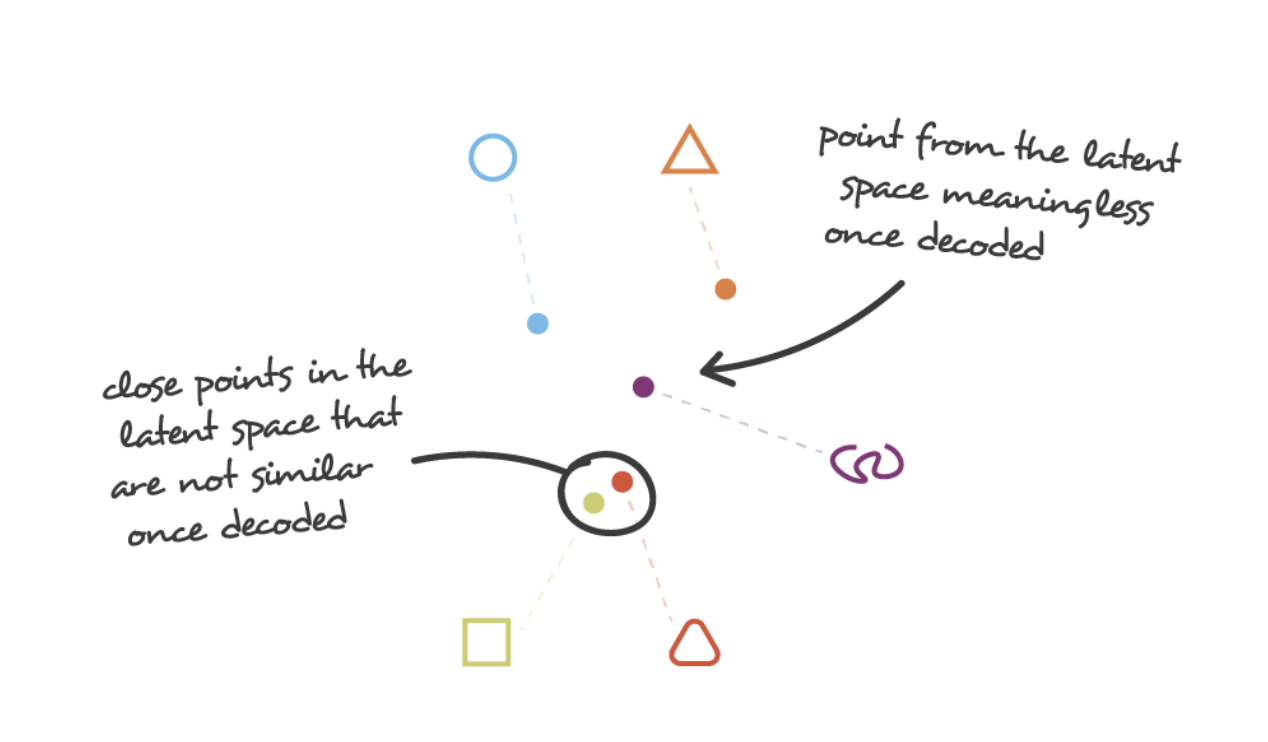 point from the latent
space meaningless
once decoded
close points in the
latent space that
are not similar
once decoded